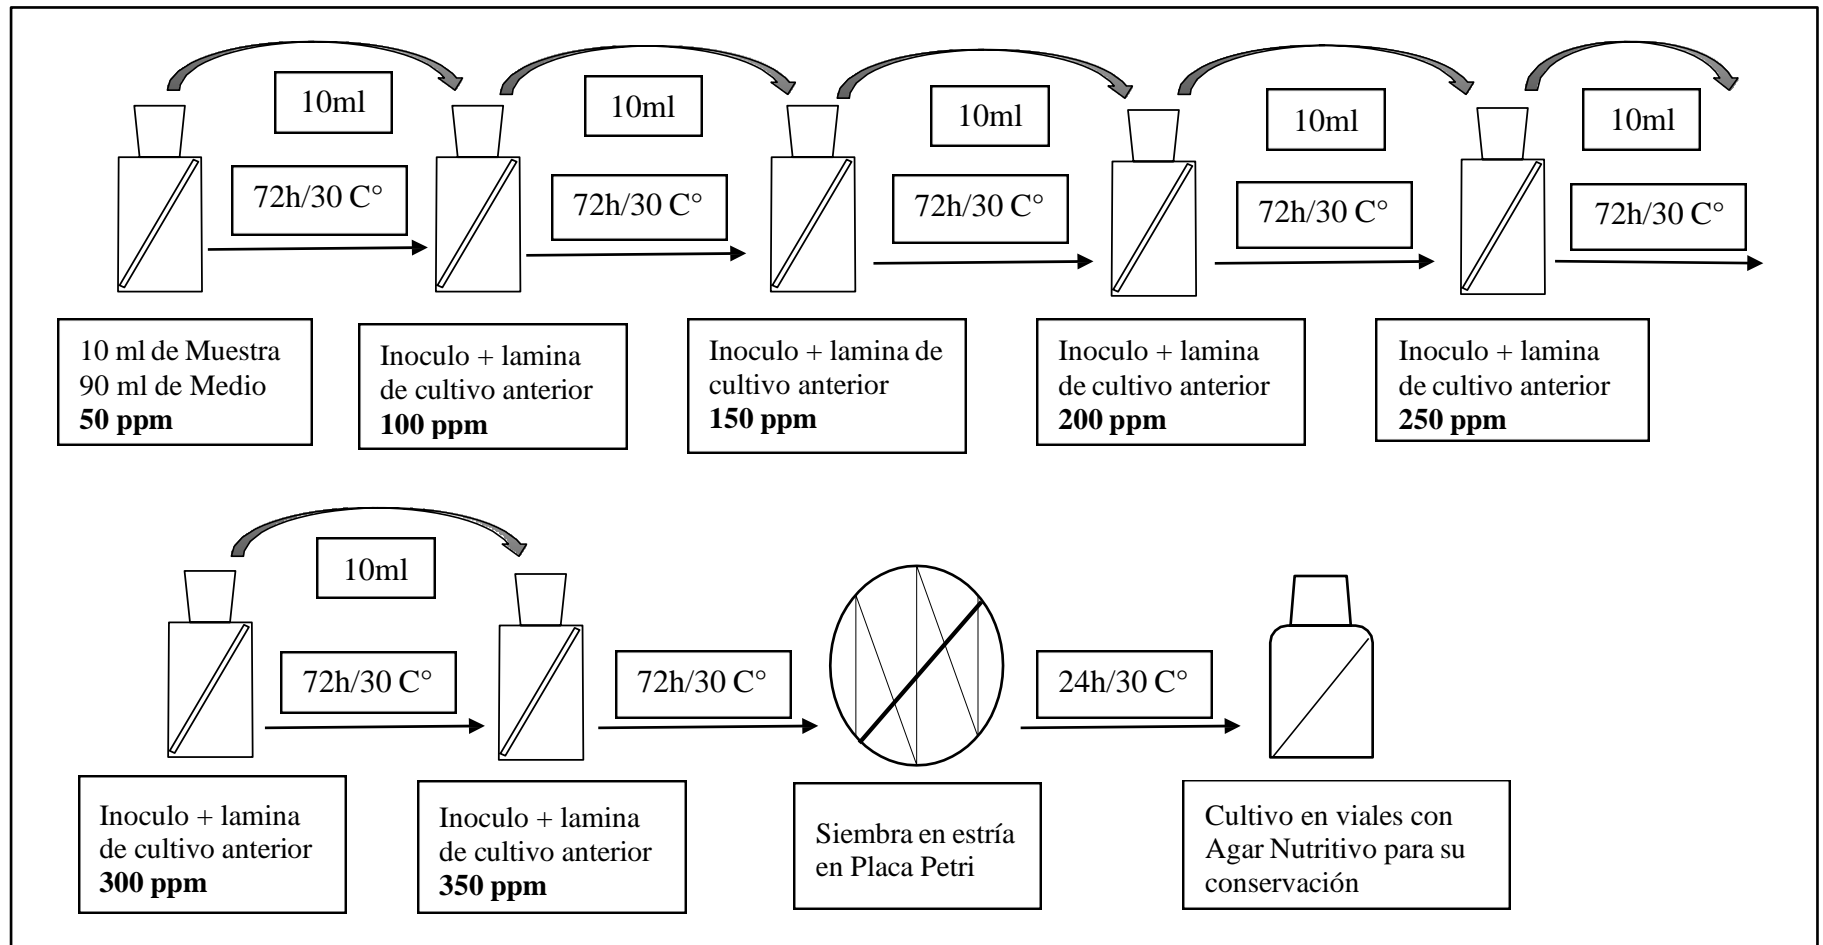 10ml
10ml
10ml
10ml
10ml
72h/30 C°
72h/30 C°
72h/30 C°
72h/30 C°
72h/30 C°
10 ml de Muestra
90 ml de Medio
50 ppm
Inoculo + lamina
de cultivo anterior
100 ppm
Inoculo + lamina de
cultivo anterior
150 ppm
Inoculo + lamina
de cultivo anterior
200 ppm
Inoculo + lamina
de cultivo anterior
250 ppm
10ml
72h/30 C°
72h/30 C°
24h/30 C°
Inoculo + lamina
de cultivo anterior
300 ppm
Inoculo + lamina
de cultivo anterior
350 ppm
Siembra en estría
en Placa Petri
Cultivo en viales con
Agar Nutritivo para su
conservación